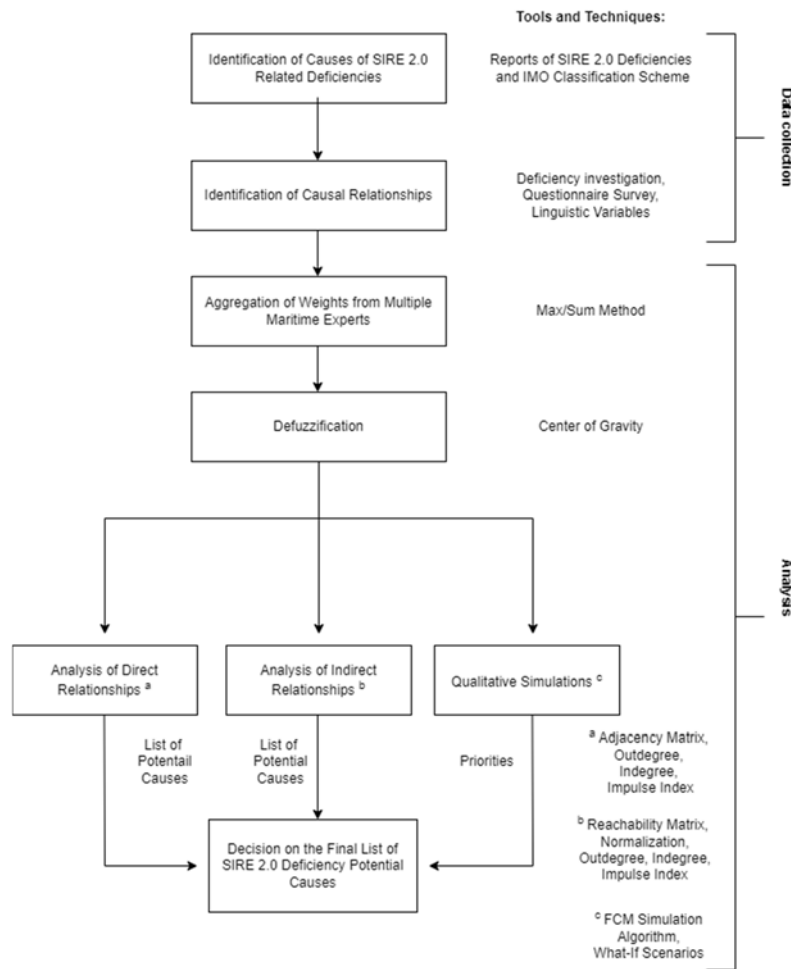 Tools and Techniques:
Identification of Causes of SIRE 2.0
Related Deficiencies
Reports of SIRE 2.0 Deficiencies
and IMO Classification Scheme
Data collection
Identification of Causal Relationships
Deficiency investigation,
Questionnaire Survey,
Linguistic Variables
Aggregation of Weights from Multiple
Maritime Experts
Max/Sum Method
Defuzzification
Center of Gravity
Analysis
Analysis of Direct
Relationships a
Analysis of Indirect
Relationships b
Qualitative Simulations c
List of
Potentail
Causes
List of
Potential
Causes
Priorities
a Adjacency Matrix,
Outdegree,
Indegree,
Impulse Index
Decision on the Final List of
SIRE 2.0 Deficiency Potential
Causes
b Reachability Matrix,
Normalization,
Outdegree, Indegree,
Impulse Index
c FCM Simulation
Algorithm,
What-If Scenarios